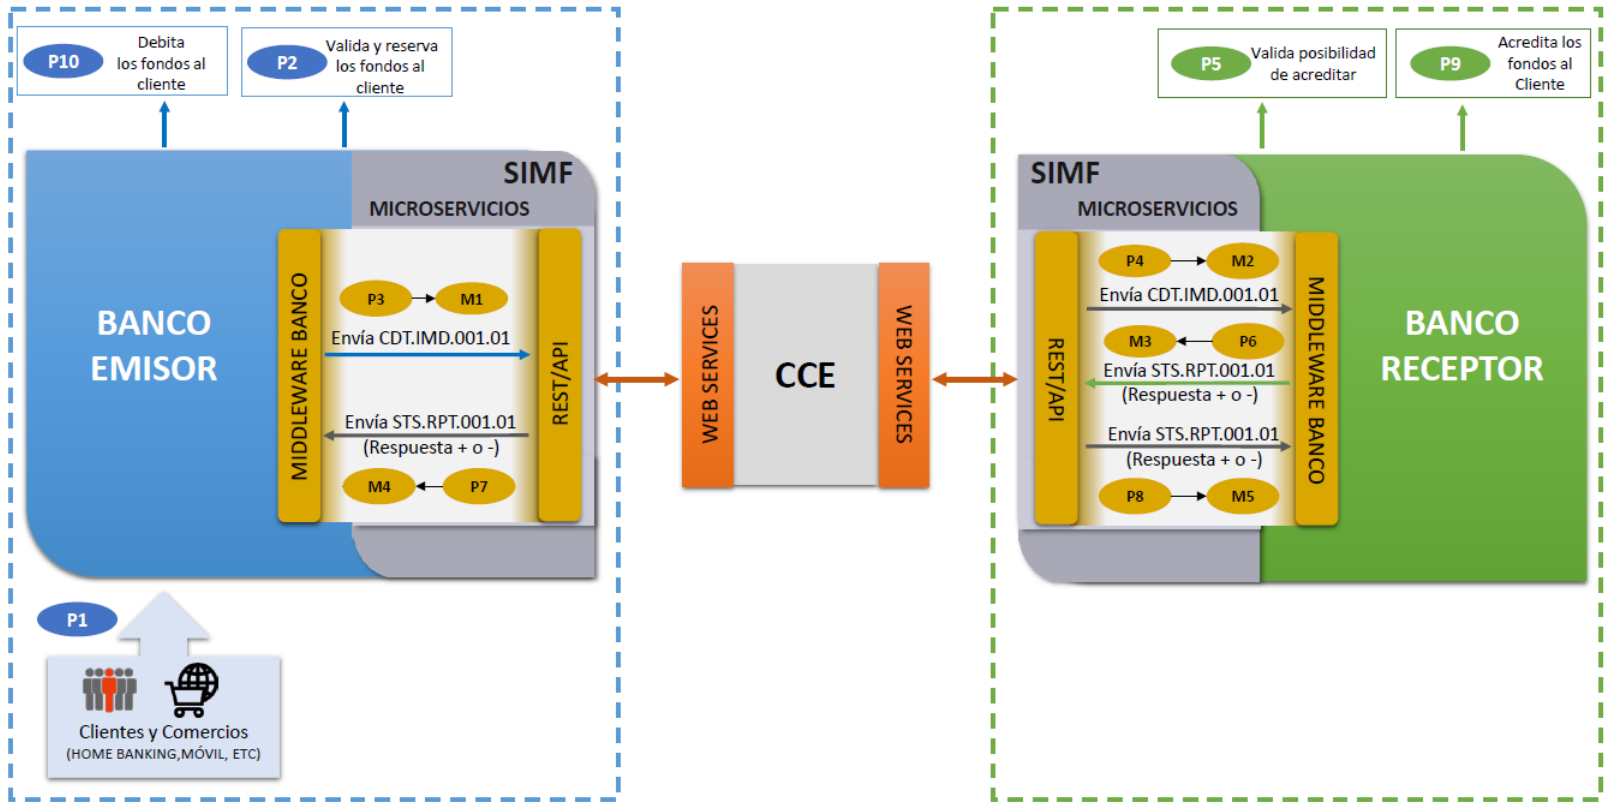 P10
Debita
los fondos al
cliente
P2
Valida y reserva
los fondos al
cliente
P5
Valida posibilidad
de acreditar
P9
Acredita los
fondos al
Cliente
BANCO
EMISOR
SIMF
MICROSERVICIOS
MIDDLEWARE BANCO
P3
M1
Envía CDT.IMD.001.01
Envía STS.RPT.001.01
(Respuesta + o -)
M4
P7
REST/API
WEB SERVICES
CCE
WEB SERVICES
SIMF
MICROSERVICIOS
REST/API
P4
M2
Envía CDT.IMD.001.01
M3
P6
Envía STS.RPT.001.01
(Respuesta + o -)
Envía STS.RPT.001.01
(Respuesta + o -)
P8
M5
MIDDLEWARE BANCO
BANCO
RECEPTOR
P1
Clientes y Comercios
(HOME BANKING,MÓVIL, ETC)